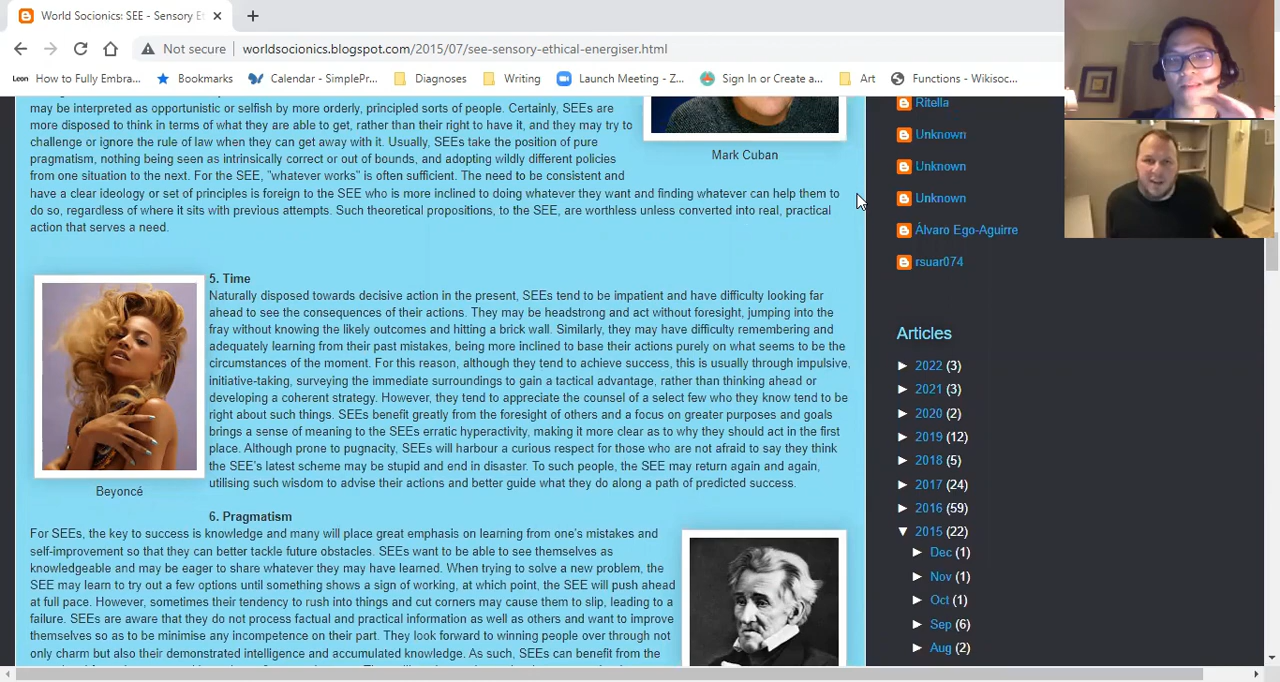 World Socionics: SEE - Sensory Et
Not secure
worldsocionics.blogspot.com/2015/07/see-sensory-ethical-energiser.html
Leon
How to Fully Embra...
Bookmarks
Calendar - SimplePr...
Diagnoses
Writing
Launch Meeting - Z...
Sign In or Create a...
Art
Functions - Wikisoc...
may be interpreted as opportunistic or selfish by more orderly, principled sorts of people. Certainly, SEEs are
more disposed to think in terms of what they are able to get, rather than their right to have it, and they may try to
challenge or ignore the rule of law when they can get away with it. Usually, SEEs take the position of pure
pragmatism, nothing being seen as intrinsically correct or out of bounds, and adopting wildly different policies
from one situation to the next. For the SEE, "whatever works" is often sufficient. The need to be consistent and
have a clear ideology or set of principles is foreign to the SEE who is more inclined to doing whatever they want and finding whatever can help them to
do so, regardless of where it sits with previous attempts. Such theoretical propositions, to the SEE, are worthless unless converted into real, practical
action that serves a need.
Mark Cuban
5. Time
Naturally disposed towards decisive action in the present, SEEs tend to be impatient and have difficulty looking far
ahead to see the consequences of their actions. They may be headstrong and act without foresight, jumping into the
fray without knowing the likely outcomes and hitting a brick wall. Similarly, they may have difficulty remembering and
adequately learning from their past mistakes, being more inclined to base their actions purely on what seems to be the
circumstances of the moment. For this reason, although they tend to achieve success, this is usually through impulsive,
initiative-taking, surveying the immediate surroundings to gain a tactical advantage, rather than thinking ahead or
developing a coherent strategy. However, they tend to appreciate the counsel of a select few who they know tend to be
right about such things. SEEs benefit greatly from the foresight of others and a focus on greater purposes and goals
brings a sense of meaning to the SEEs erratic hyperactivity, making it more clear as to why they should act in the first
place. Although prone to pugnacity, SEEs will harbour a curious respect for those who are not afraid to say they think
the SEE's latest scheme may be stupid and end in disaster. To such people, the SEE may return again and again,
utilising such wisdom to advise their actions and better guide what they do along a path of predicted success.
Beyoncé
6. Pragmatism
For SEEs, the key to success is knowledge and many will place great emphasis on learning from one's mistakes and
self-improvement so that they can better tackle future obstacles. SEEs want to be able to see themselves as
knowledgeable and may be eager to share whatever they may have learned. When trying to solve a new problem, the
SEE may learn to try out a few options until something shows a sign of working, at which point, the SEE will push ahead
at full pace. However, sometimes their tendency to rush into things and cut corners may cause them to slip, leading to a
failure. SEEs are aware that they do not process factual and practical information as well as others and want to improve
themselves so as to be minimise any incompetence on their part. They look forward to winning people over through not
only charm but also their demonstrated intelligence and accumulated knowledge. As such, SEEs can benefit from the
Ritella
Unknown
Unknown
Unknown
Álvaro Ego-Aguirre
rsuar074
Articles
► 2022 (3)
► 2021 (3)
► 2020 (2)
► 2019 (12)
► 2018 (5)
► 2017 (24)
► 2016 (59)
▼ 2015 (22)
► Dec (1)
► Nov (1)
► Oct (1)
► Sep (6)
► Aug (2)